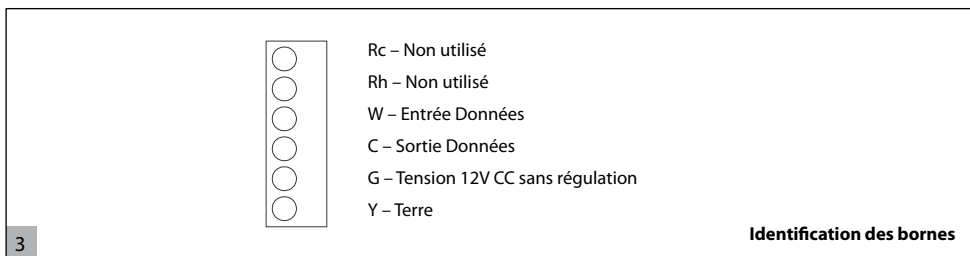 Rc – Non utilisé
Rh – Non utilisé
W – Entrée Données
C – Sortie Données
G – Tension 12V CC sans régulation
Y – Terre
3
Identification des bornes